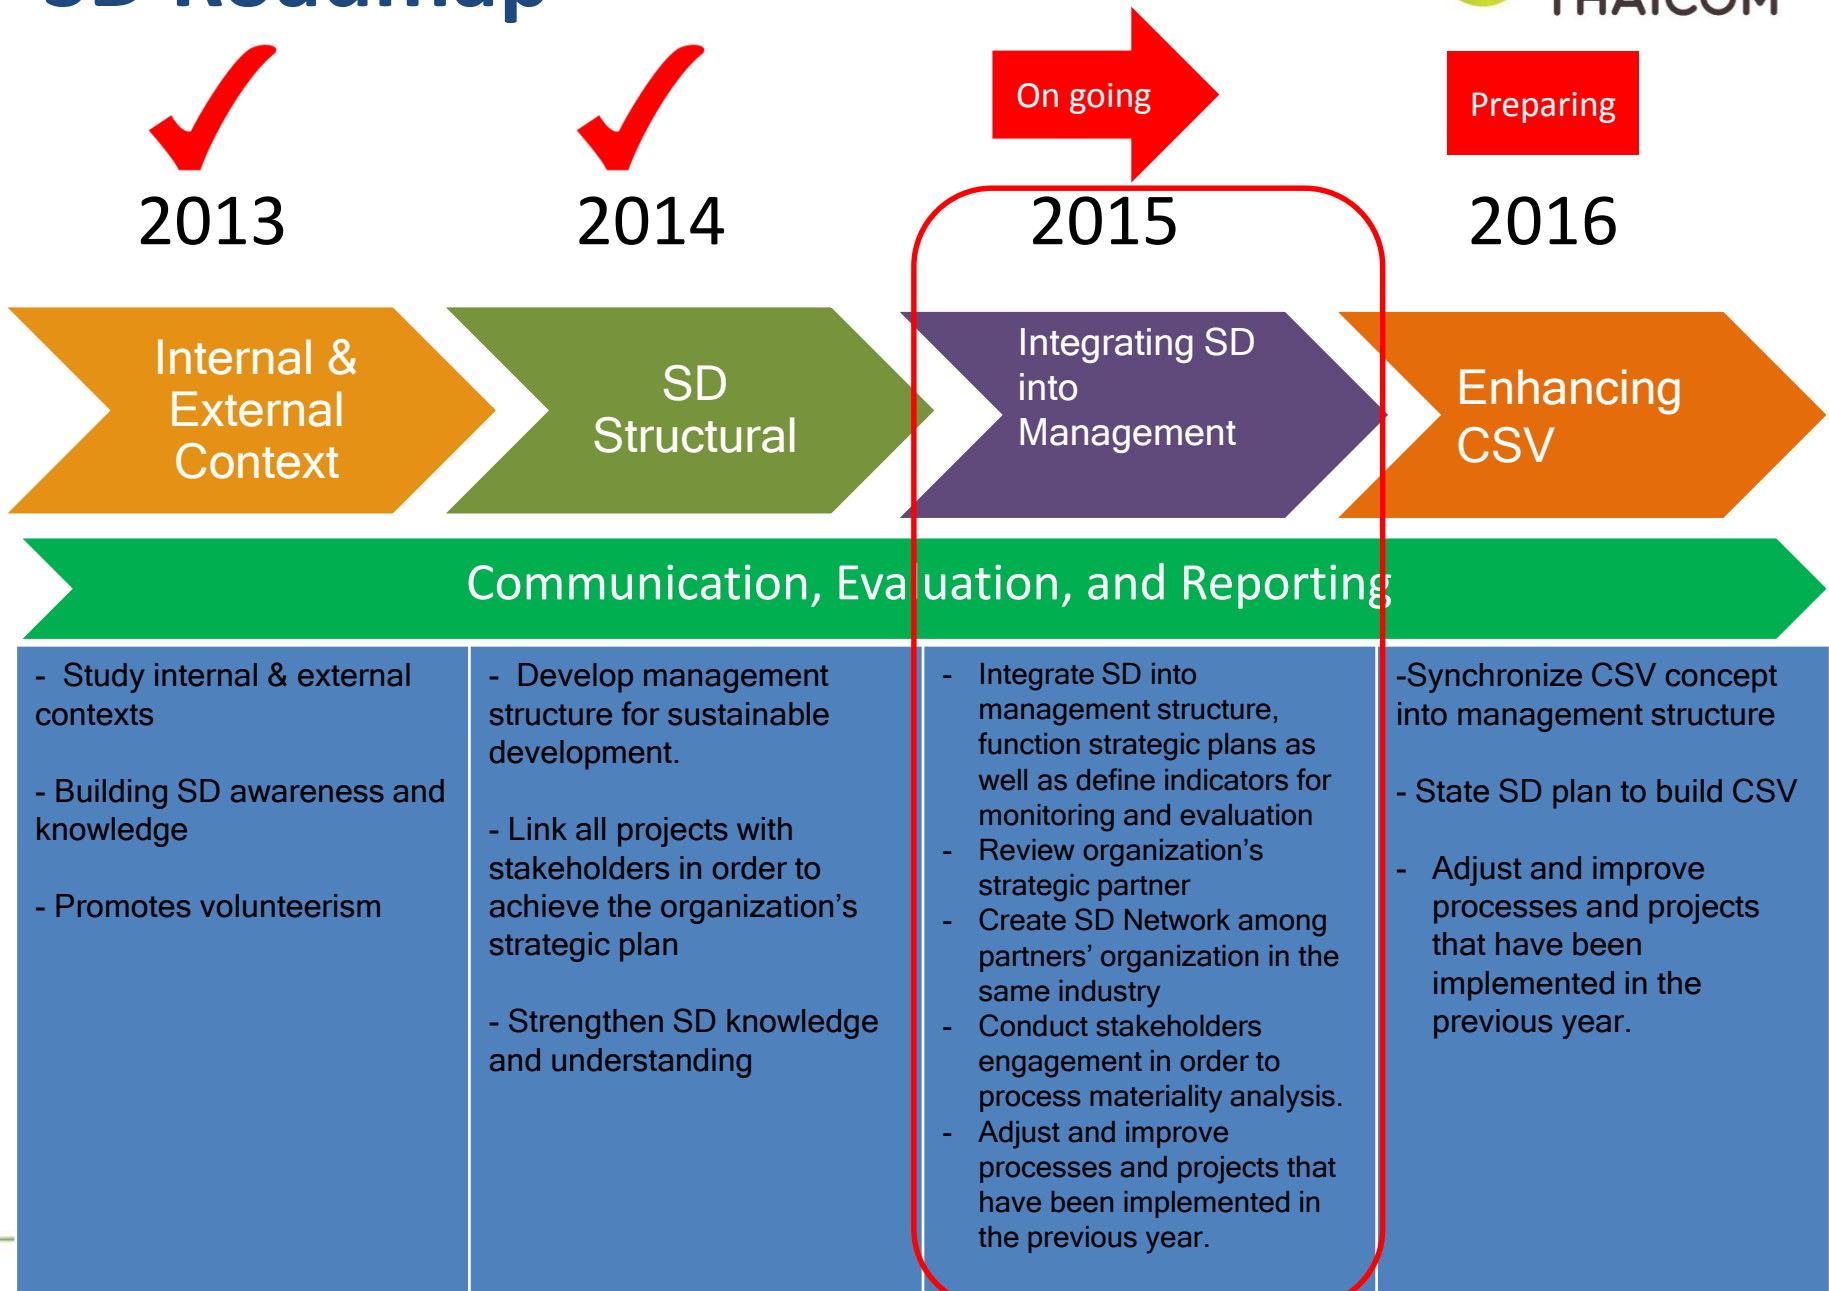 SD Roadmap
THAICOM
On going
Preparing
2013
2014
2015
2016
Internal &
External
Context
SD
Structural
Integrating SD
into
Management
Enhancing
CSV
Communication, Evaluation, and Reporting
- Study internal & external
contexts
- Building SD awareness and
knowledge
- Promotes volunteerism
- Develop management
structure for sustainable
development.
- Link all projects with
stakeholders in order to
achieve the organization’s
strategic plan
- Strengthen SD knowledge
and understanding
- Integrate SD into
management structure,
function strategic plans as
well as define indicators for
monitoring and evaluation
- Review organization’s
strategic partner
- Create SD Network among
partners’ organization in the
same industry
- Conduct stakeholders
engagement in order to
process materiality analysis.
- Adjust and improve
processes and projects that
have been implemented in
the previous year.
-Synchronize CSV concept
into management structure
- State SD plan to build CSV
- Adjust and improve
processes and projects
that have been
implemented in the
previous year.